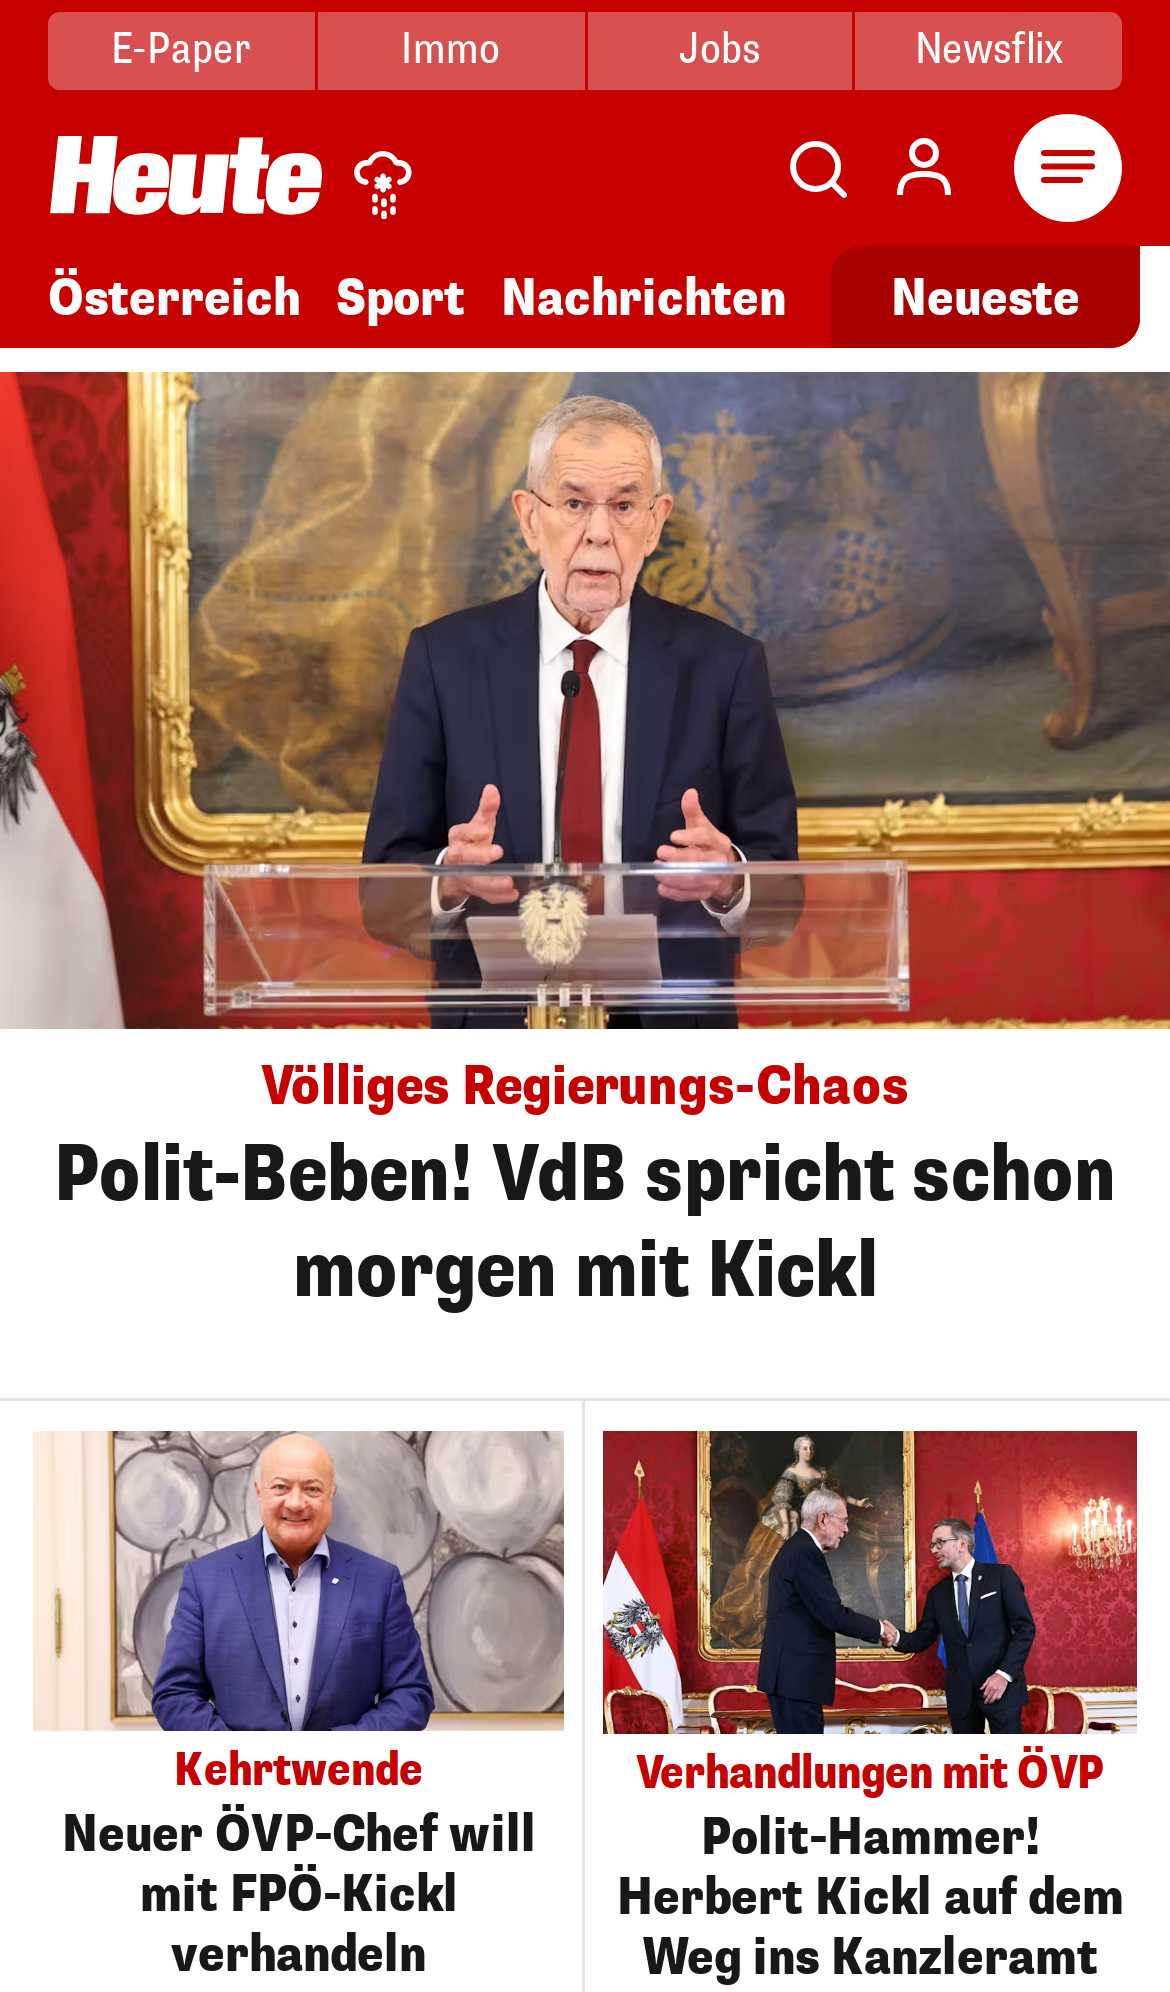 E-Paper
Immo
Jobs
Newsflix
Heute
Österreich
Sport
Nachrichten
Neueste
Völliges Regierungs-Chaos
Polit-Beben! VdB spricht schon
morgen mit Kickl
Kehrtwende
Neuer ÖVP-Chef will
mit FPÖ-Kickl
verhandeln
Verhandlungen mit ÖVP
Polit-Hammer!
Herbert Kickl auf dem
Weg ins Kanzleramt